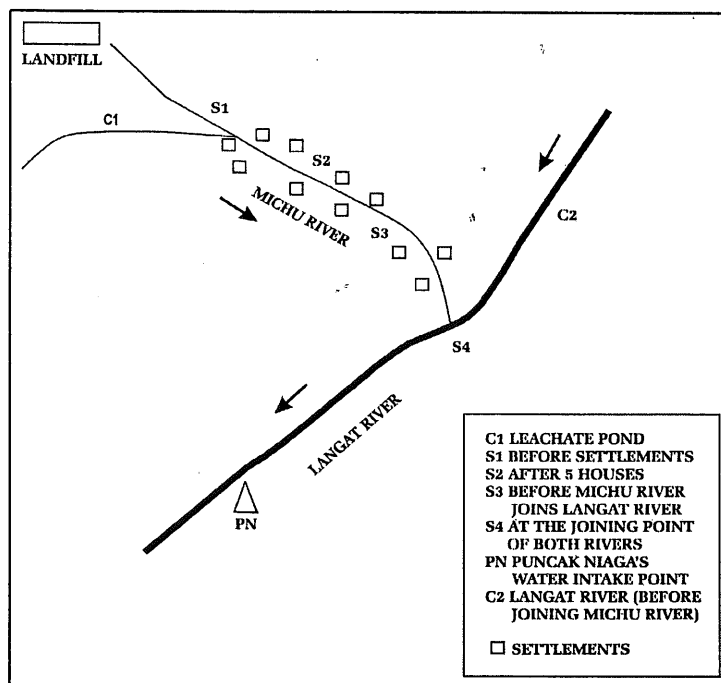 LANDFILL
C1
S1
S2
MICHU RIVER
S3
C2
S4
LANGAT RIVER
PN
C1 LEACHATE POND
S1 BEFORE SETTLEMENTS
S2 AFTER 5 HOUSES
S3 BEFORE MICHU RIVER
JOINS LANGAT RIVER
S4 AT THE JOINING POINT
OF BOTH RIVERS
PN PUNCAK NIAGA'S
WATER INTAKE POINT
C2 LANGAT RIVER (BEFORE
JOINING MICHU RIVER)
SETTLEMENTS